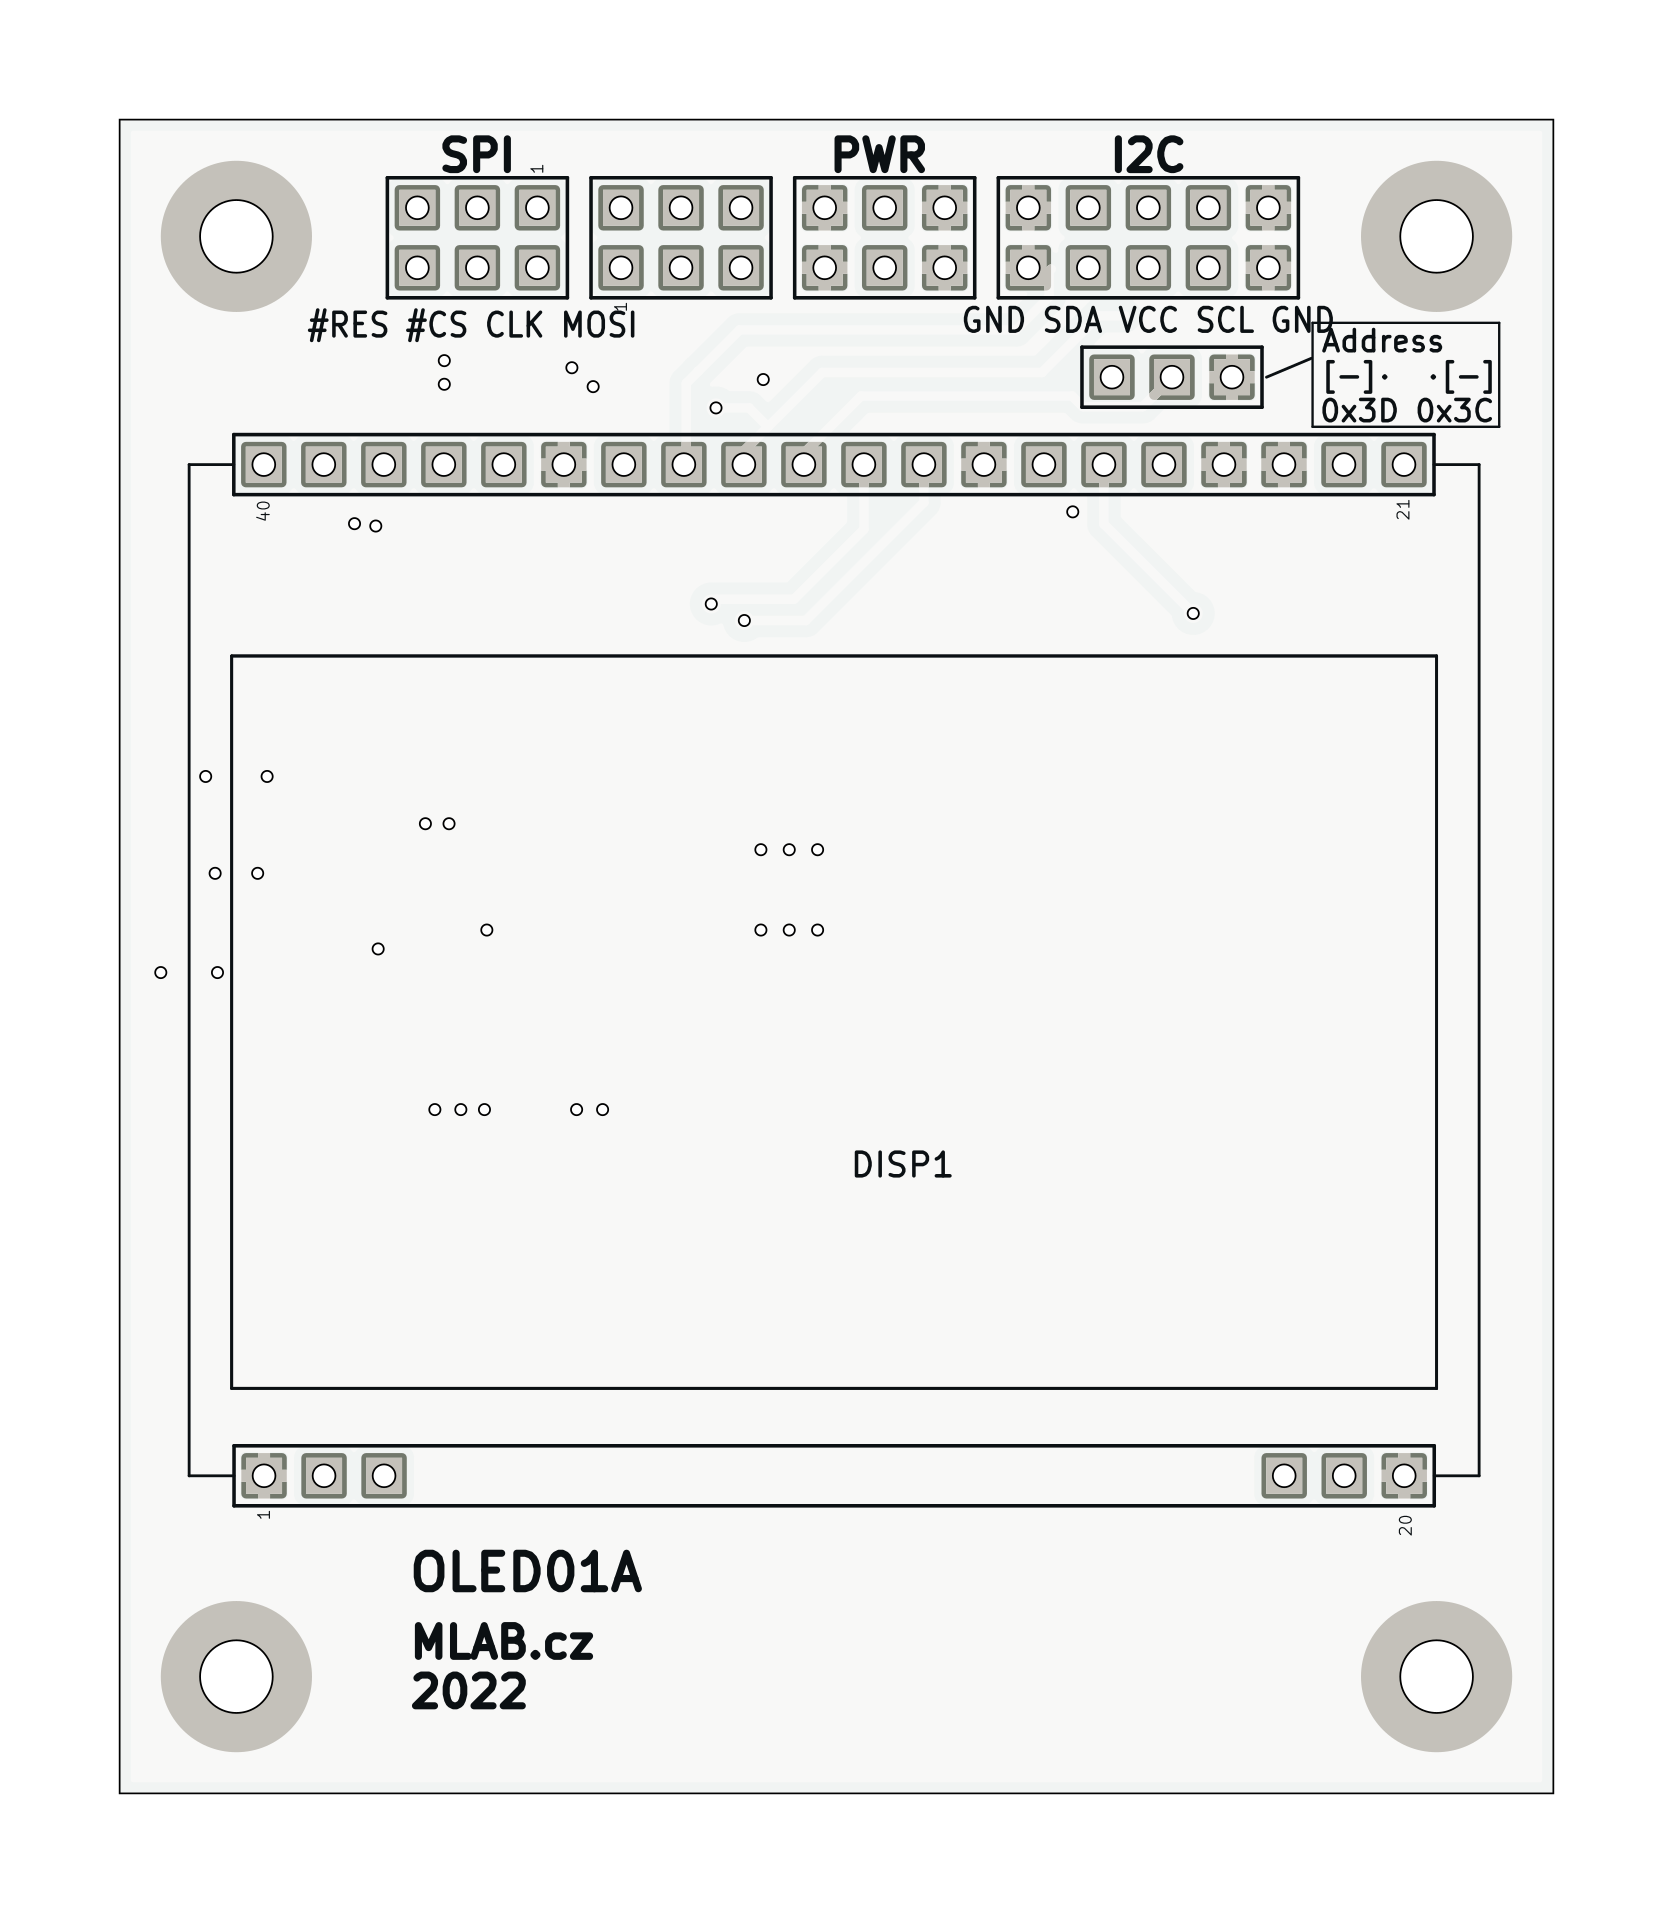 SPI PWR I2C
1
1
#RES #CS CLK MOSI
GND SDA VCC SCL GND
Address
[−]· ·[−]
0x3D 0x3C
40 21
DISP1
1 20
OLED01A
MLAB.cz
2022